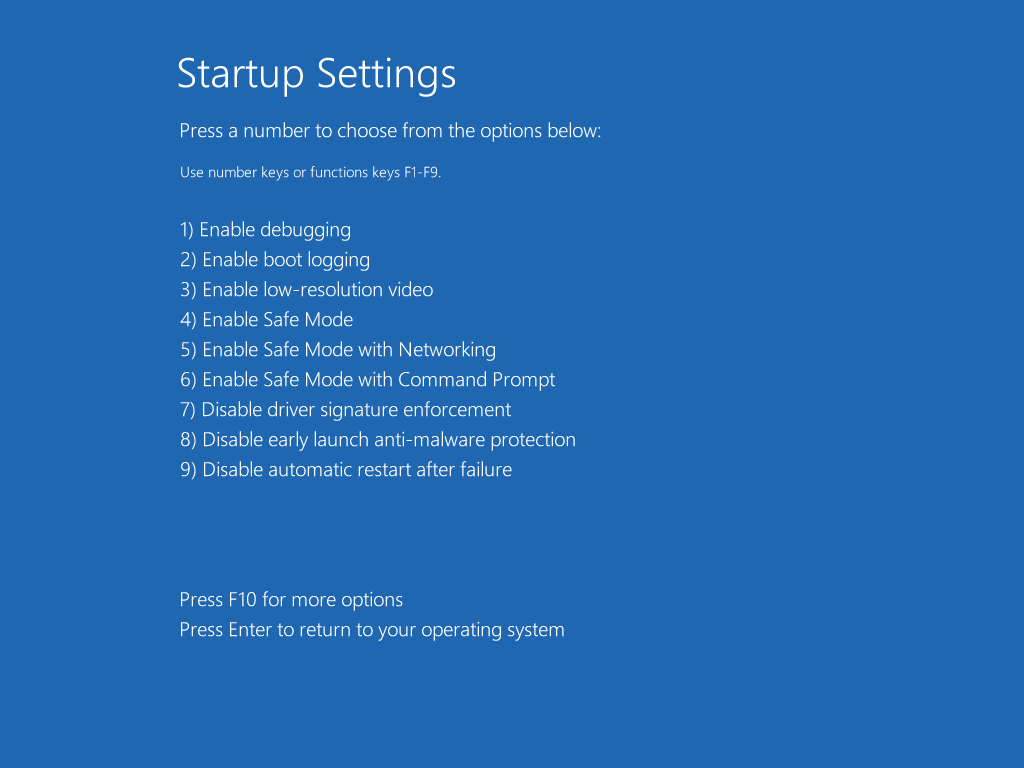 Startup Settings
Press a number to choose from the options below:
Use number keys or functions keys F1-F9.
1) Enable debugging
2) Enable boot logging
3) Enable low-resolution video
4) Enable Safe Mode
5) Enable Safe Mode with Networking
6) Enable Safe Mode with Command Prompt
7) Disable driver signature enforcement
8) Disable early launch anti-malware protection
9) Disable automatic restart after failure
Press F10 for more options
Press Enter to return to your operating system